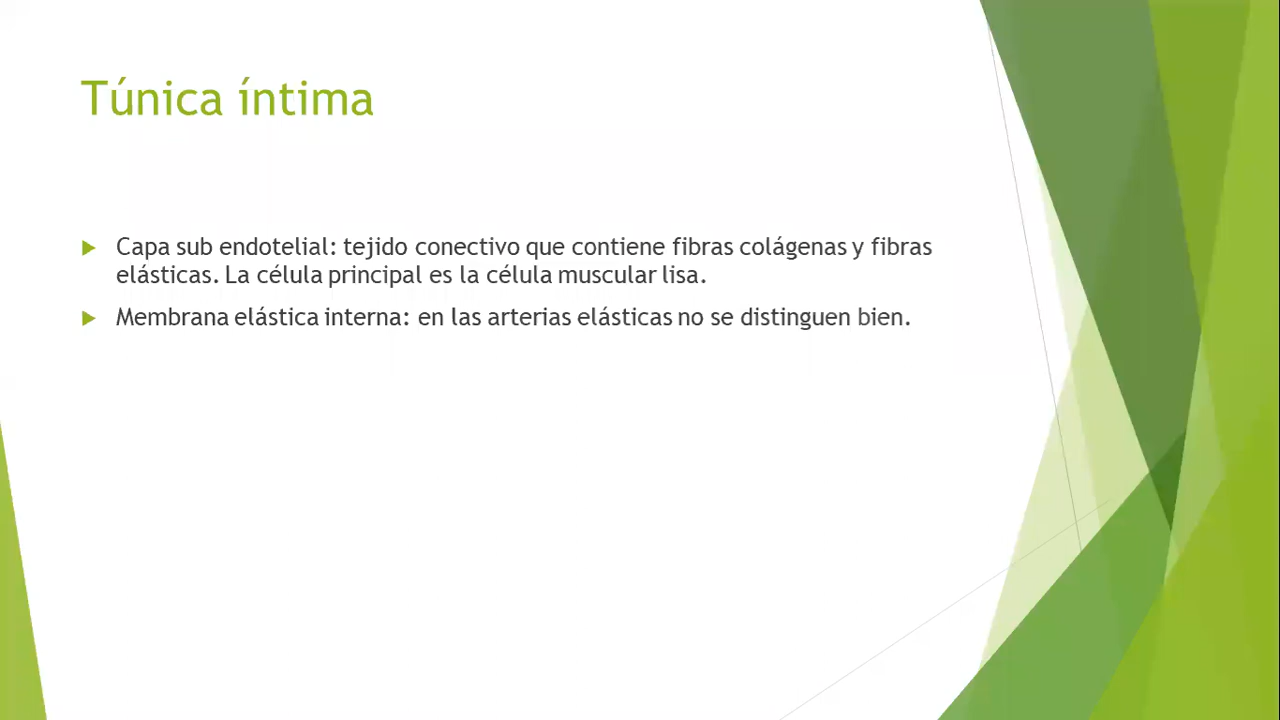 Túnica íntima
Capa sub endotelial: tejido conectivo que contiene fibras colágenas y fibras
elásticas. La célula principal es la célula muscular lisa.
Membrana elástica interna: en las arterias elásticas no se distinguen bien.